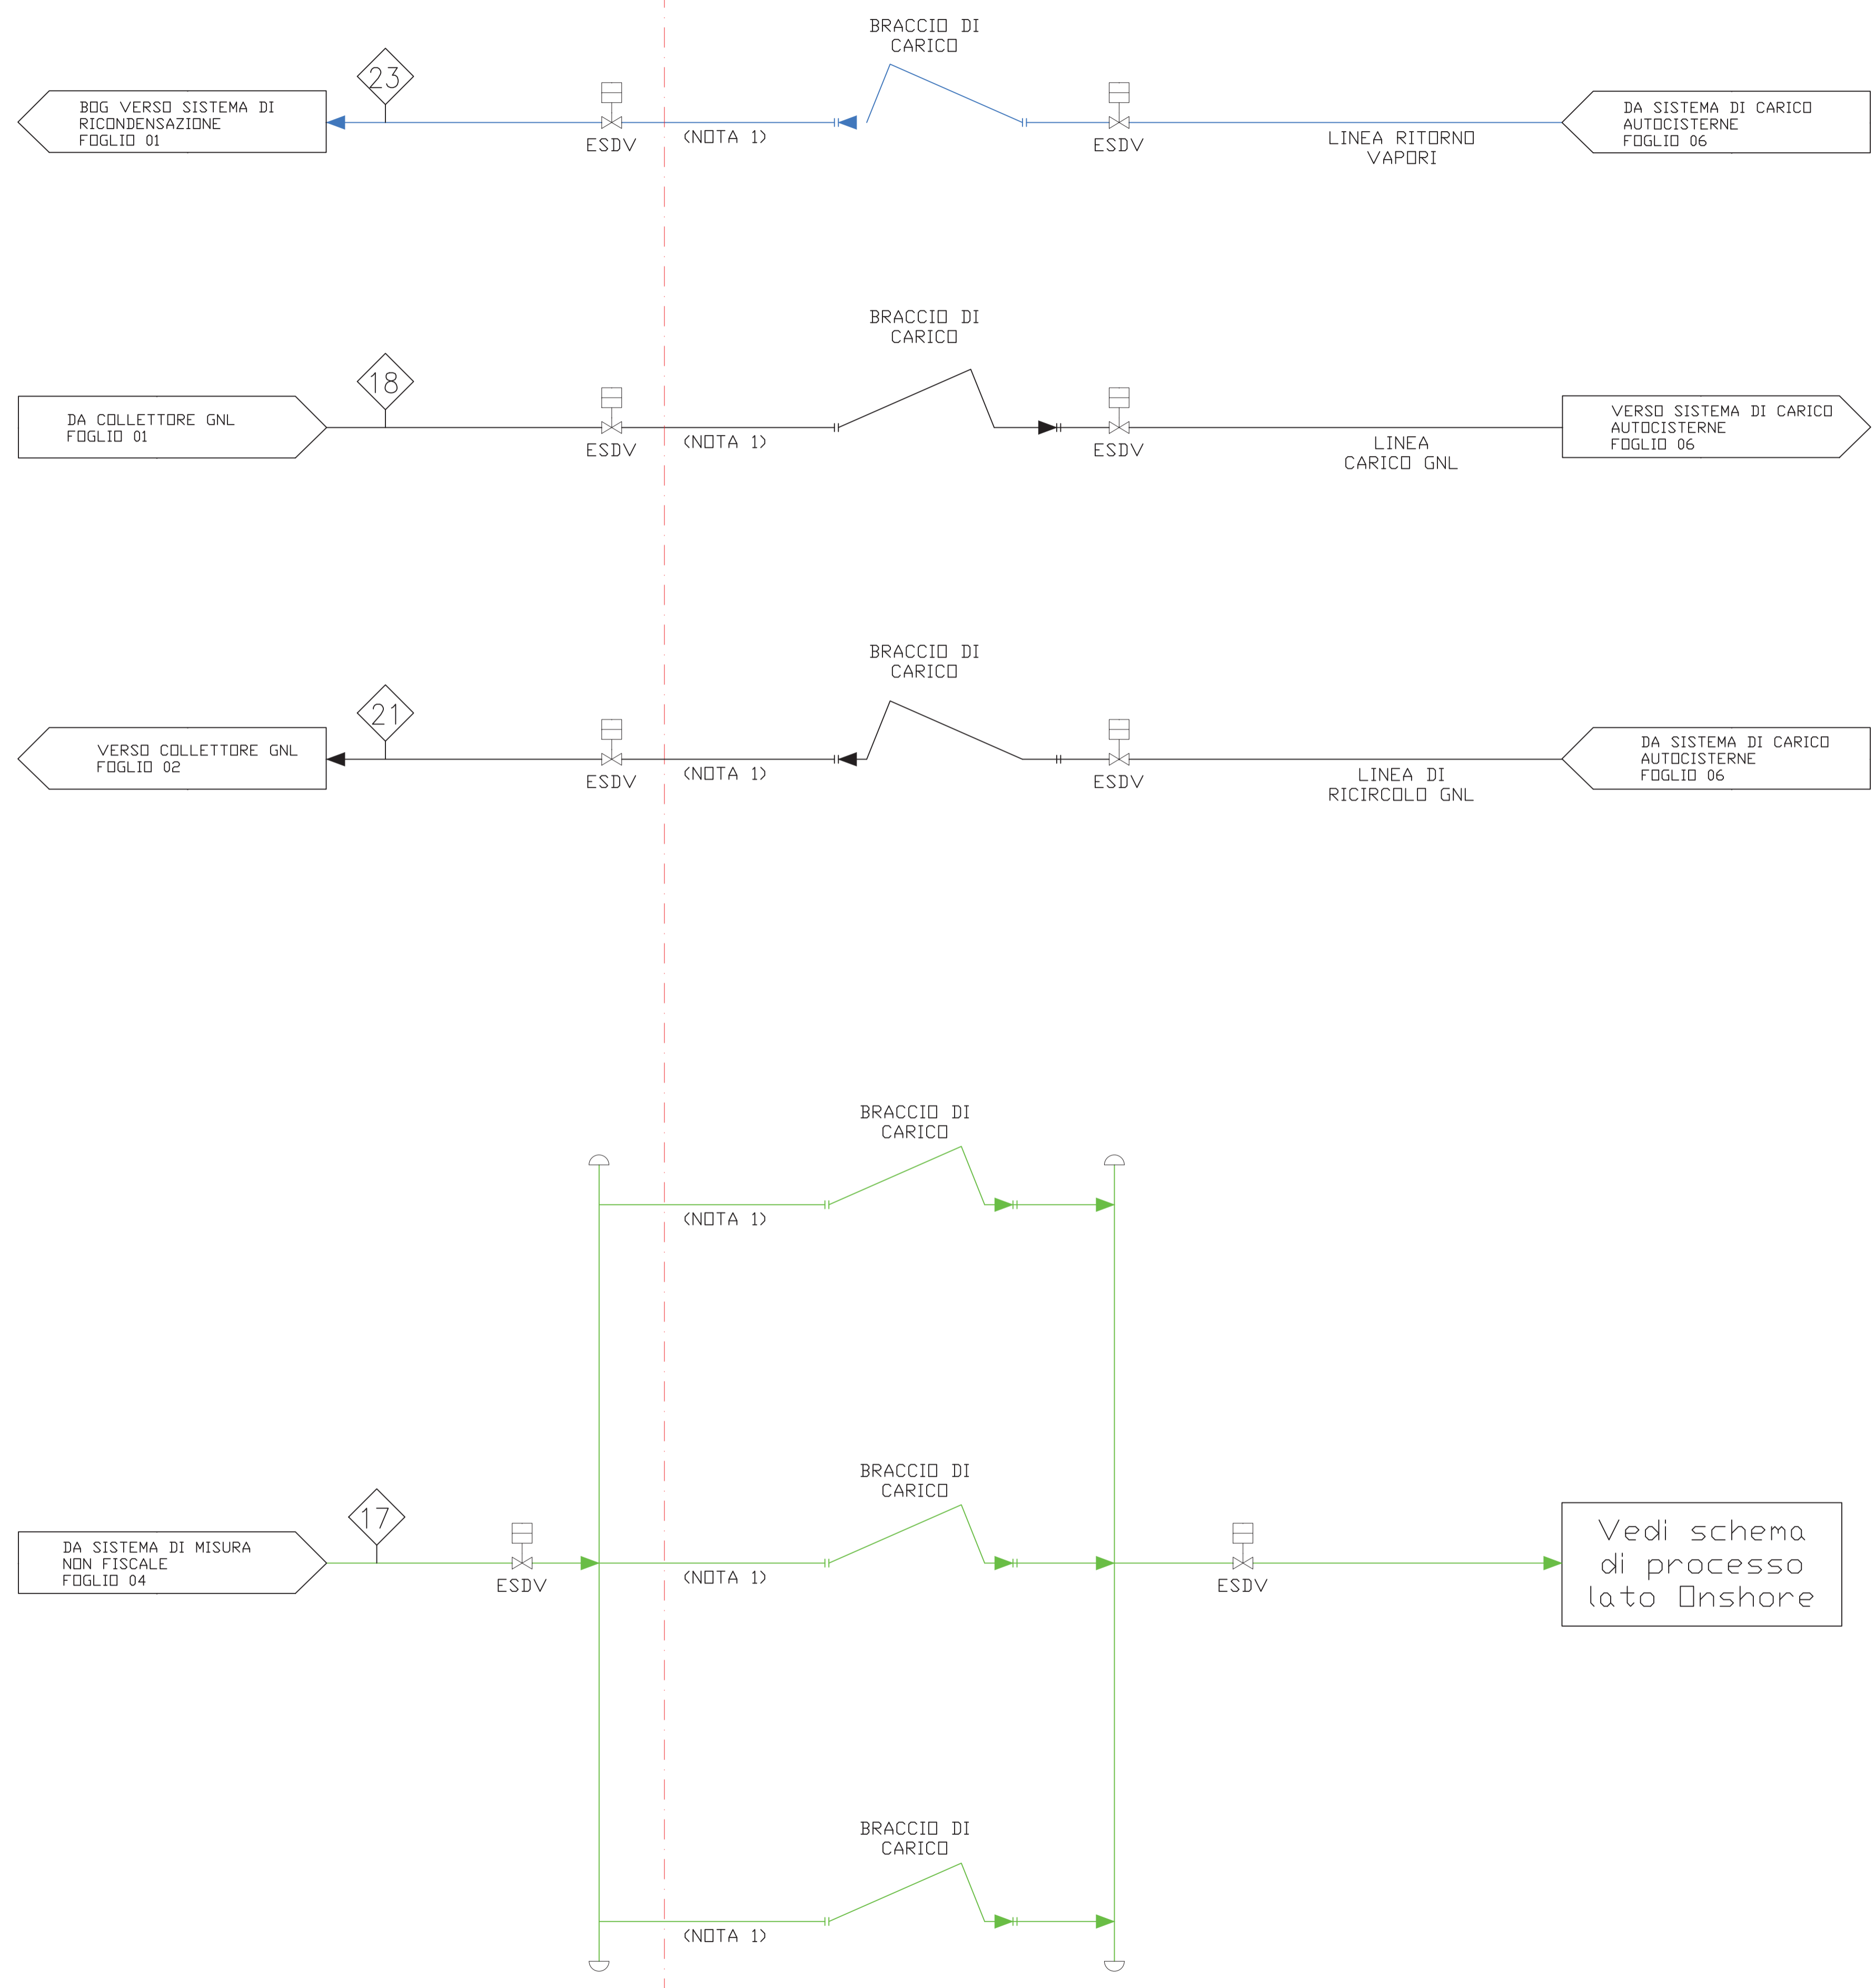 BRACCIO DI
CARICO
23
BOG VERSO SISTEMA DI
RICONDENSAZIONE
FOGLIO 01
ESDV
(NOTA 1)
ESDV
LINEA RITORNO
VAPORI
DA SISTEMA DI CARICO
AUTOCISTERNE
FOGLIO 06
BRACCIO DI
CARICO
18
DA COLLETTORE GNL
FOGLIO 01
ESDV
(NOTA 1)
ESDV
LINEA
CARICO GNL
VERSO SISTEMA DI CARICO
AUTOCISTERNE
FOGLIO 06
BRACCIO DI
CARICO
21
VERSO COLLETTORE GNL
FOGLIO 02
ESDV
(NOTA 1)
ESDV
LINEA DI
RICIRCOLO GNL
DA SISTEMA DI CARICO
AUTOCISTERNE
FOGLIO 06
BRACCIO DI
CARICO
(NOTA 1)
BRACCIO DI
CARICO
17
DA SISTEMA DI MISURA
NON FISCALE
FOGLIO 04
ESDV
(NOTA 1)
ESDV
Vedi schema
di processo
lato Onshore
BRACCIO DI
CARICO
(NOTA 1)